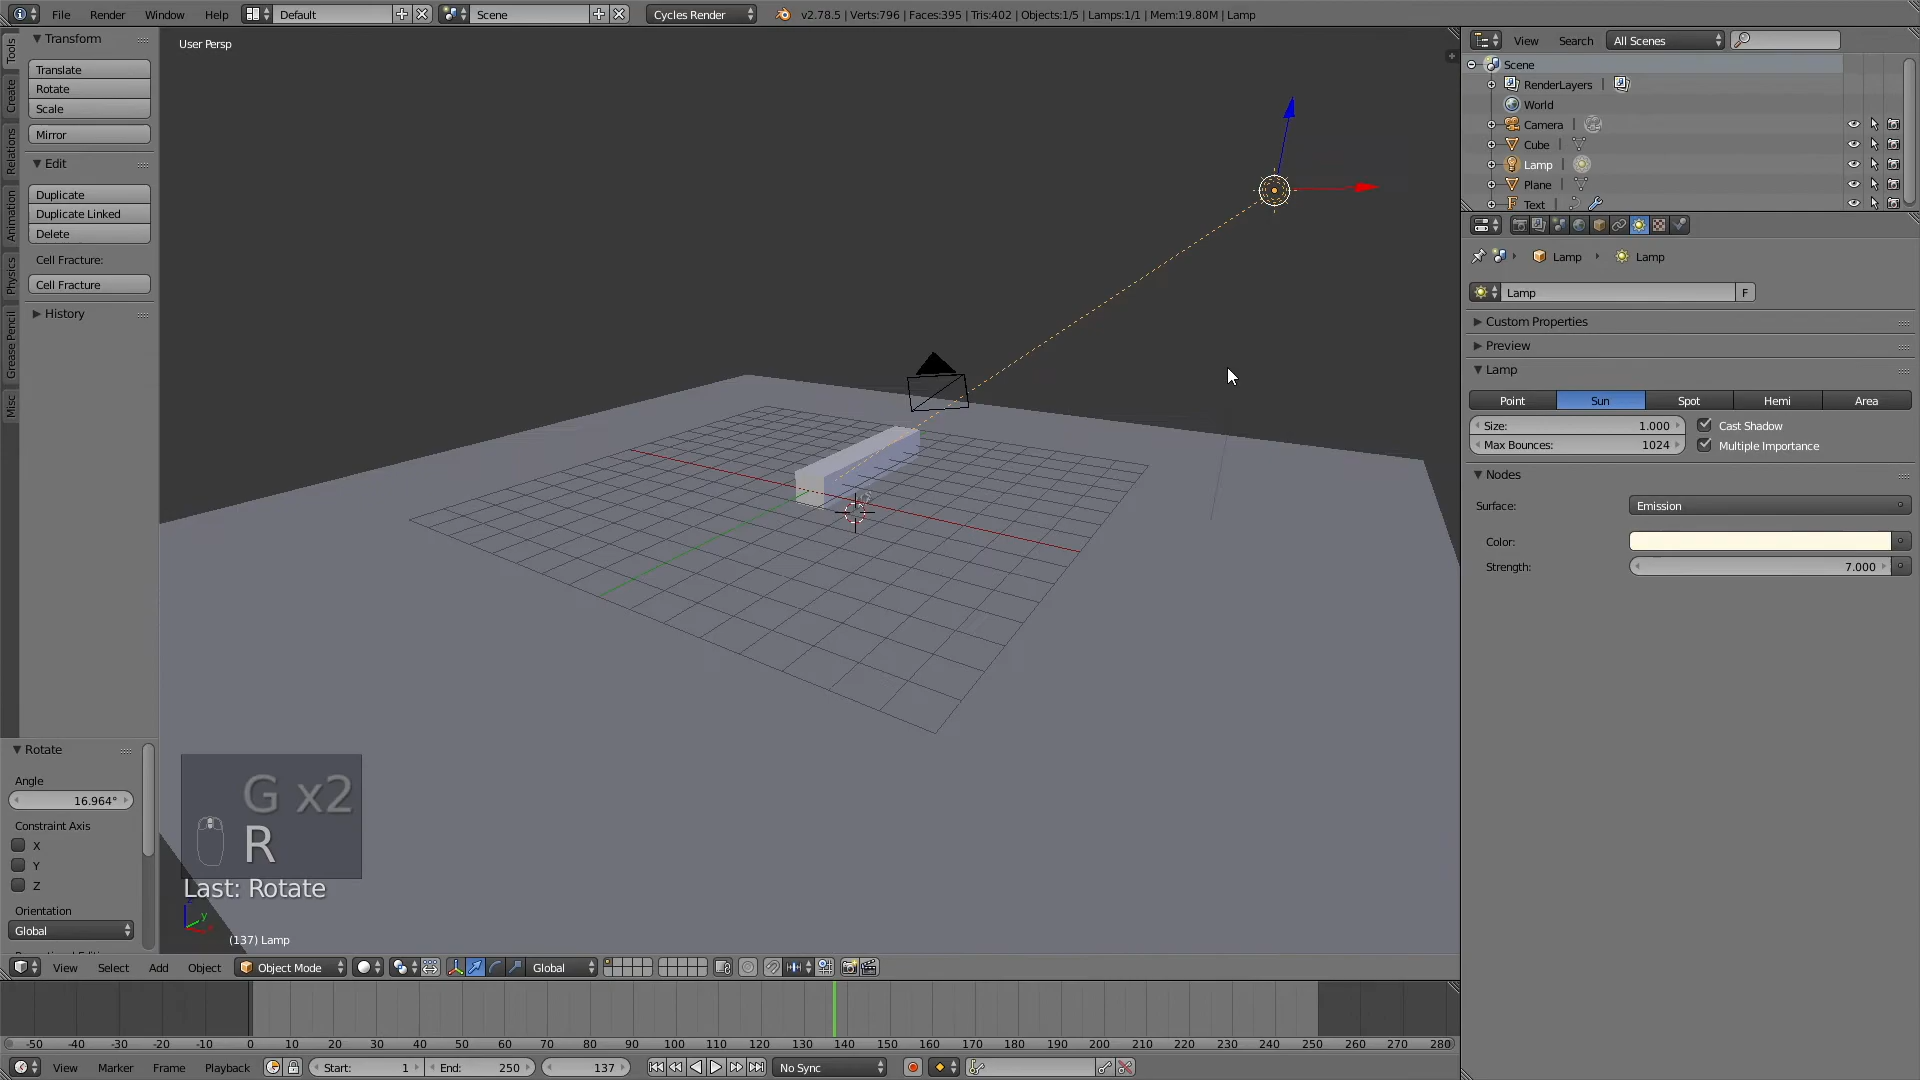 File Render Window Help Default Scene Cycles Render v2.78.5 | Verts:796 | Faces:395 | Tris:402 | Objects:1/5 | Lamps:1/1 | Mem:19.80M | Lamp
Tools
Create
Relations
Animation
Physics
Grease Pencil
Misc
Transform
Translate
Rotate
Scale
Mirror
Edit
Duplicate
Duplicate Linked
Delete
Cell Fracture:
Cell Fracture
History
Rotate
Angle
16.964°
Constraint Axis
X
Y
Z
Orientation
Global
User Persp
G x2
R
Last: Rotate
y
(137) Lamp
View Select Add Object Object Mode Global
-50 -40 -30 -20 -10 0 10 20 30 40 50 60 70 80 90 100 110 120 130 140 150 160 170 180 190 200 210 220 230 240 250 260 270 280
View Marker Frame Playback Start: 1 End: 250 137 No Sync
View Search All Scenes
Scene
RenderLayers |
World
Camera |
Cube |
Lamp |
Plane |
Text |
Lamp Lamp
Lamp F
Custom Properties
Preview
Lamp
Point Sun Spot Hemi Area
Size: 1.000 Cast Shadow
Max Bounces: 1024 Multiple Importance
Nodes
Surface: Emission
Color:
Strength: 7.000